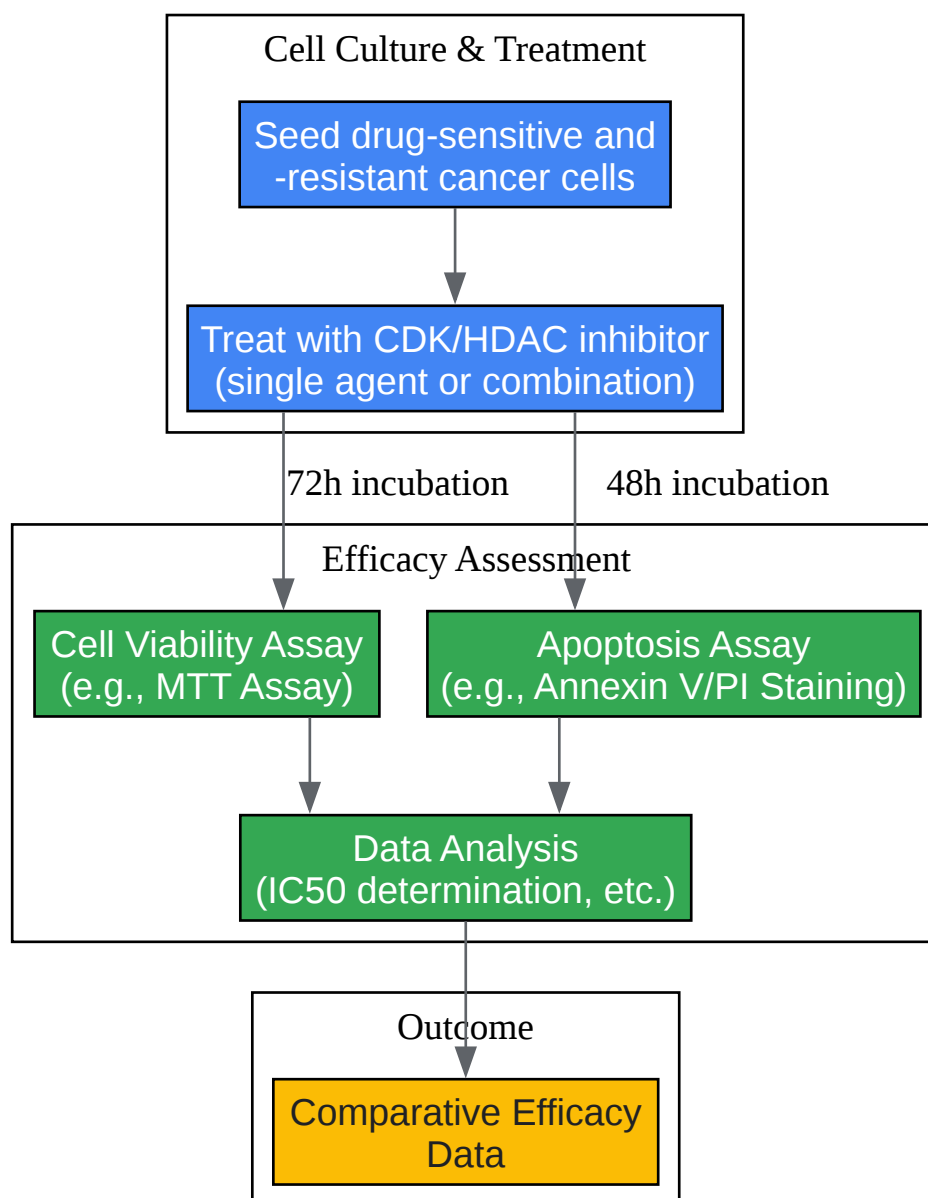 Cell Culture & Treatment
Seed drug-sensitive and
-resistant cancer cells
Treat with CDK/HDAC inhibitor
(single agent or combination)
72h incubation
48h incubation
Efficacy Assessment
Cell Viability Assay
(e.g., MTT Assay)
Apoptosis Assay
(e.g., Annexin V/PI Staining)
Data Analysis
(IC50 determination, etc.)
Outcome
Comparative Efficacy
Data